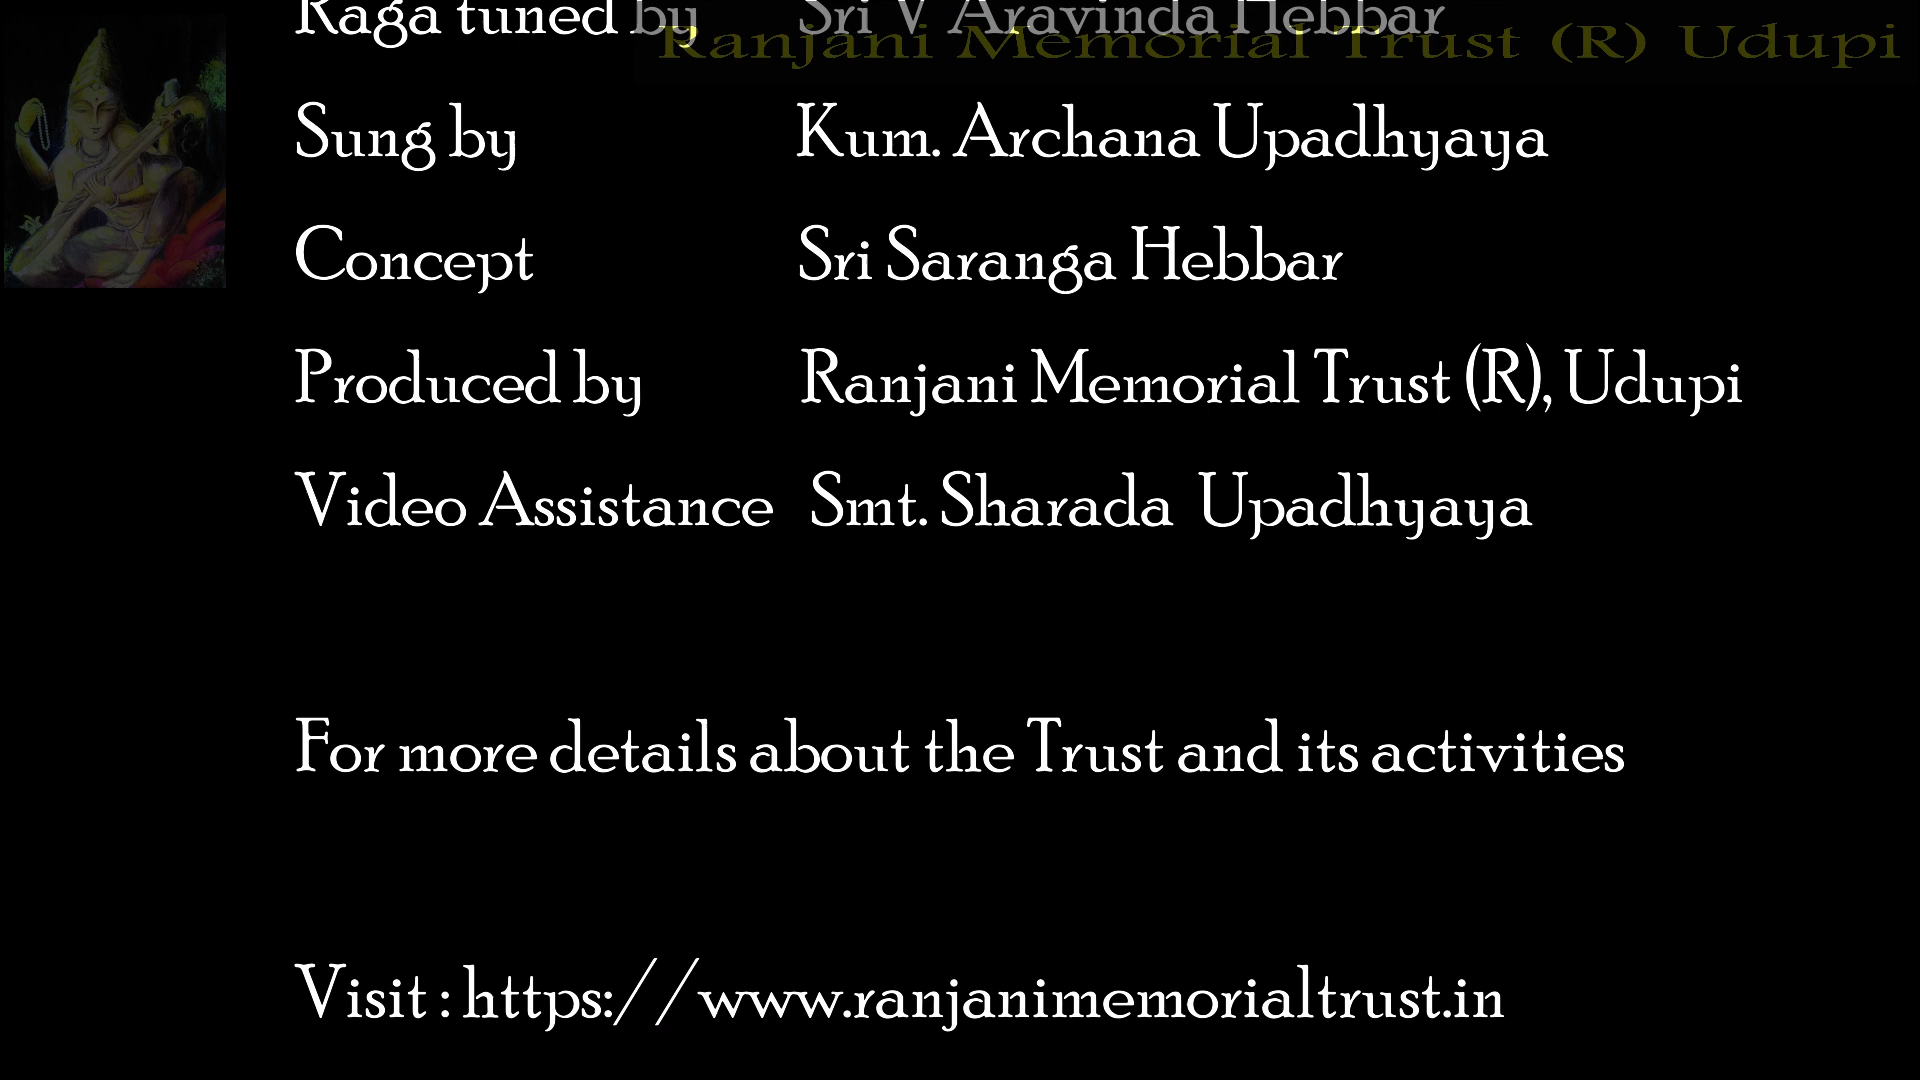 Raga tuned by Sri V Aravinda Hebbar
Ranjani Memorial Trust (R) Udupi
Sung by Kum. Archana Upadhyaya
Concept Sri Saranga Hebbar
Produced by Ranjani Memorial Trust (R), Udupi
Video Assistance Smt. Sharada Upadhyaya
For more details about the Trust and its activities
Visit : https://www.ranjanimemorialtrust.in